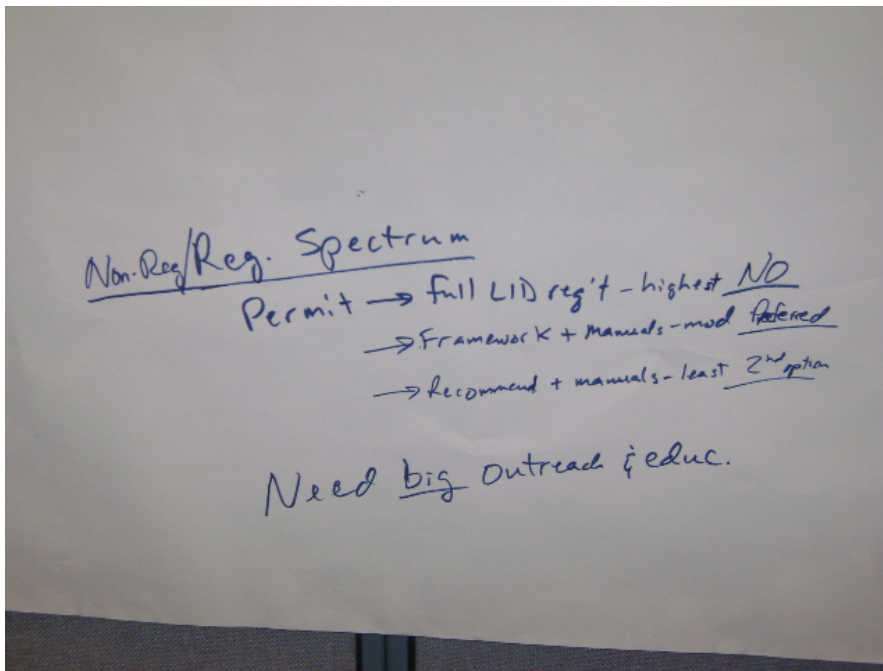 Non-Reg/Reg. Spectrum
Permit → full LID reg't - highest NO
→ Framework + Manuals - mod Preferred
→ Recommend + manuals - least 2nd option
Need big outreach & educ.